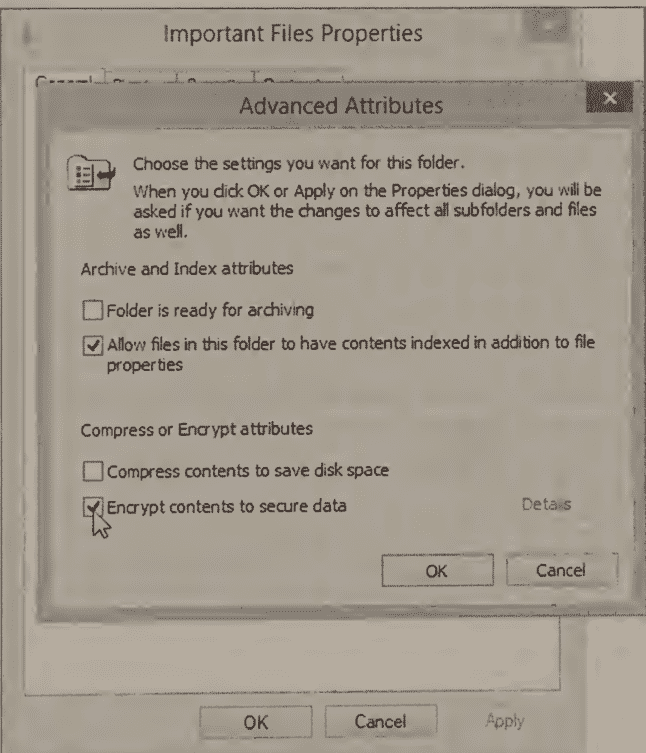 Important Files Properties
General
Advanced Attributes
Choose the settings you want for this folder.
When you click OK or Apply on the Properties dialog, you will be
asked if you want the changes to affect all subfolders and files
as well.
Archive and Index attributes
Folder is ready for archiving
Allow files in this folder to have contents indexed in addition to file
properties
Compress or Encrypt attributes
Compress contents to save disk space
Encrypt contents to secure data
Details
OK
Cancel
OK
Cancel
Apply